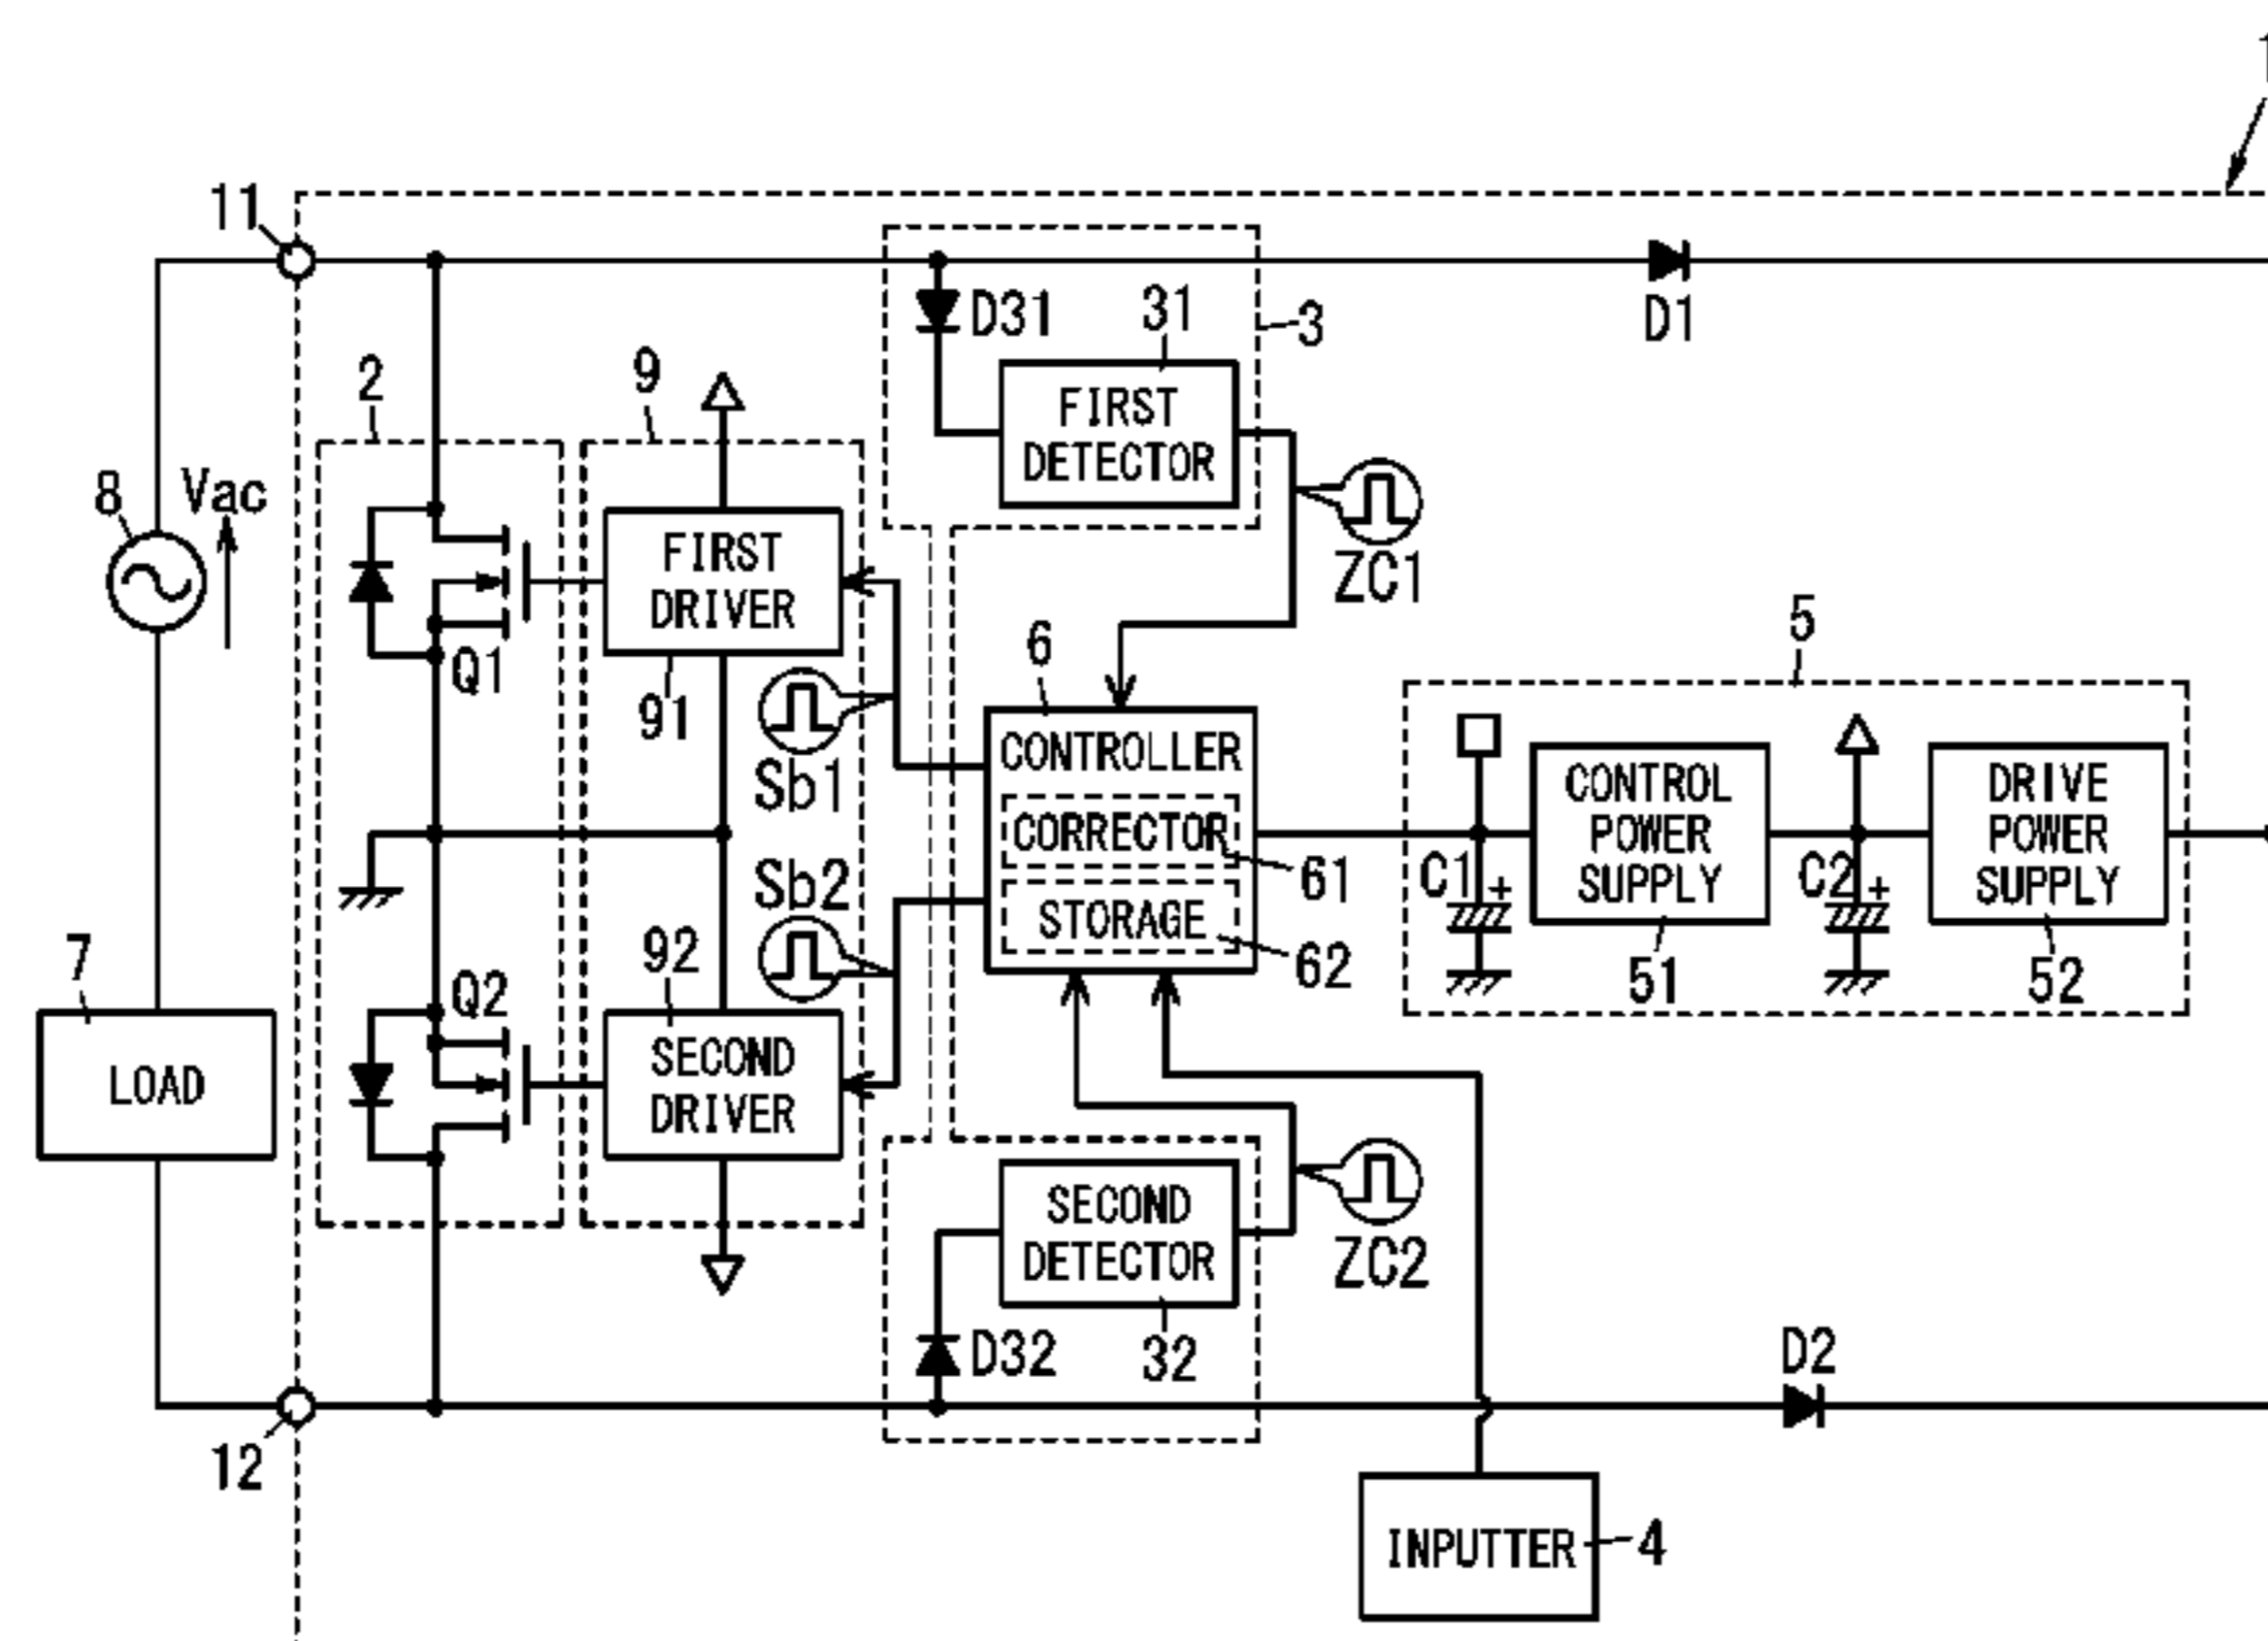 1
11
D31
31
3
D1
2
9
FIRST
DETECTOR
8
Vac
FIRST
DRIVER
ZC1
5
6
Q1
91
Sb1
CONTROLLER
CONTROL
POWER
SUPPLY
DRIVE
POWER
SUPPLY
CORRECTOR
C1
+
C2
+
61
Sb2
STORAGE
62
51
52
7
92
Q2
LOAD
SECOND
DRIVER
SECOND
DETECTOR
ZC2
D32
32
D2
12
INPUTTER
4